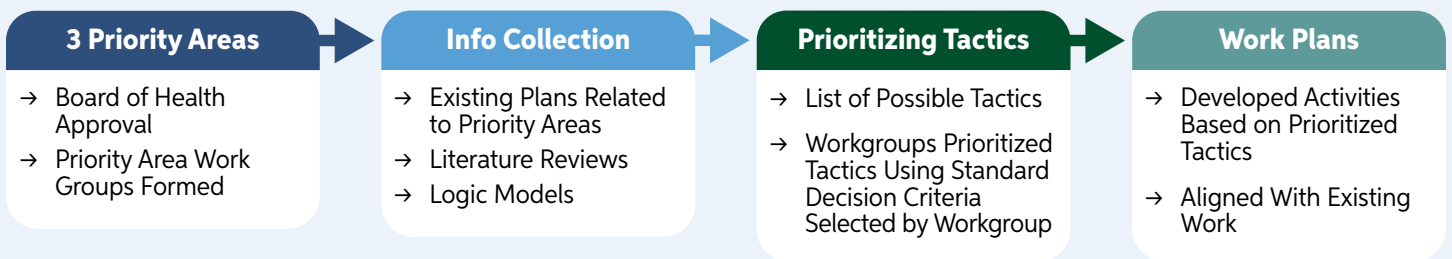 3 Priority Areas
→ Board of Health
Approval
→ Priority Area Work
Groups Formed
Info Collection
→ Existing Plans Related
to Priority Areas
→ Literature Reviews
→ Logic Models
Prioritizing Tactics
→ List of Possible Tactics
→ Workgroups Prioritized
Tactics Using Standard
Decision Criteria
Selected by Workgroup
Work Plans
→ Developed Activities
Based on Prioritized
Tactics
→ Aligned With Existing
Work